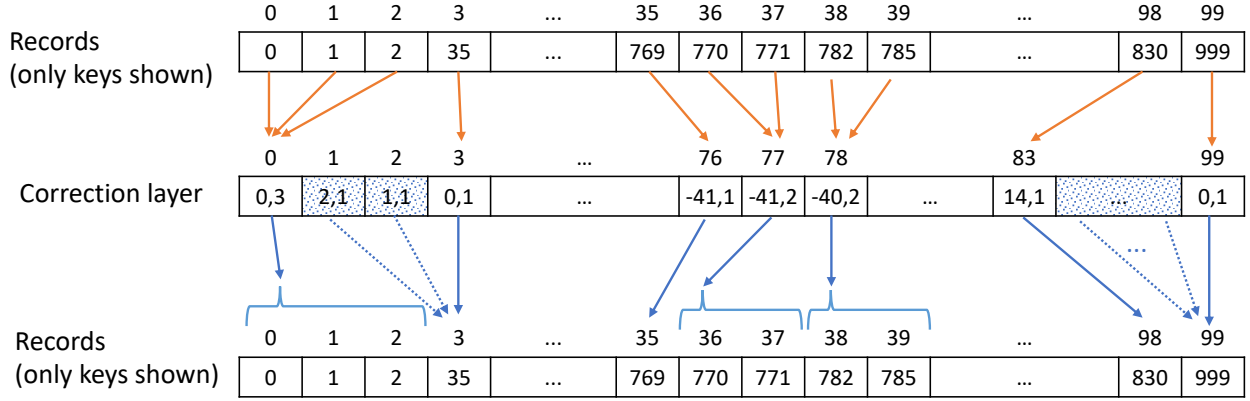 0 1 2 3 ... 35 36 37 38 39 ... 98 99
Records
(only keys shown)
0 1 2 35 ... 769 770 771 782 785 ... 830 999
0 1 2 3 ... 76 77 78 83 99
Correction layer
0,3 2,1 1,1 0,1 ... -41,1 -41,2 -40,2 ... 14,1 ... 0,1
...
Records
(only keys shown)
0 1 2 3 ... 35 36 37 38 39 ... 98 99
0 1 2 35 ... 769 770 771 782 785 ... 830 999